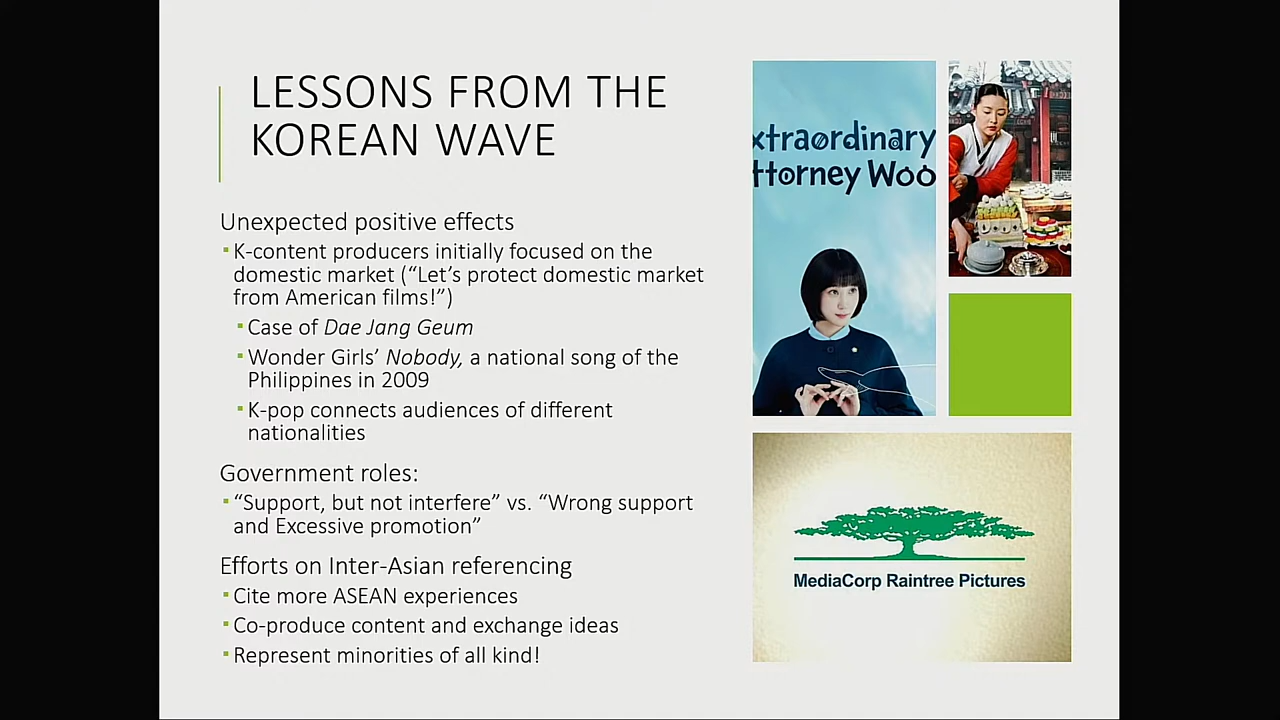 LESSONS FROM THE
KOREAN WAVE
Unexpected positive effects
K-content producers initially focused on the
domestic market (“Let’s protect domestic market
from American films!”)
Case of Dae Jang Geum
Wonder Girls’ Nobody, a national song of the
Philippines in 2009
K-pop connects audiences of different
nationalities
Government roles:
“Support, but not interfere” vs. “Wrong support
and Excessive promotion”
Efforts on Inter-Asian referencing
Cite more ASEAN experiences
Co-produce content and exchange ideas
Represent minorities of all kind!
xtraordinary
ttorney Woo
MediaCorp Raintree Pictures